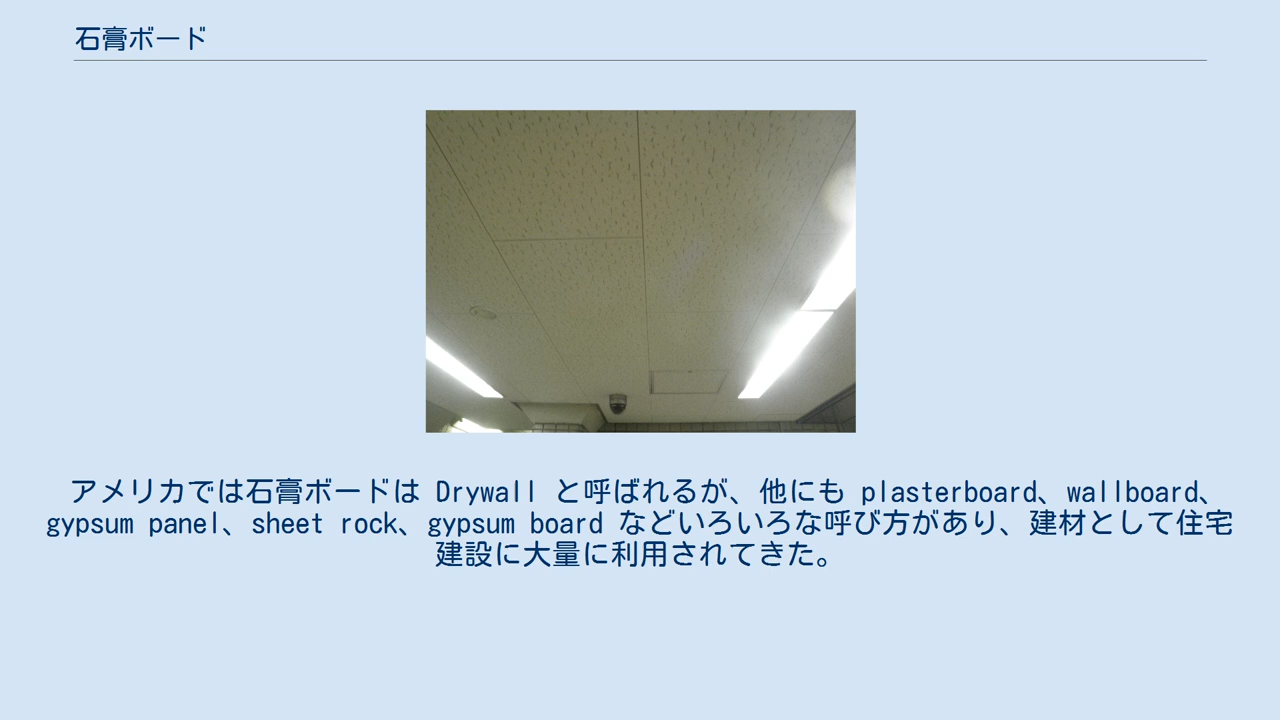 石膏ボード
アメリカでは石膏ボードは Drywall と呼ばれるが、他にも plasterboard、wallboard、
gypsum panel、sheet rock、gypsum board などいろいろな呼び方があり、建材として住宅
建設に大量に利用されてきた。